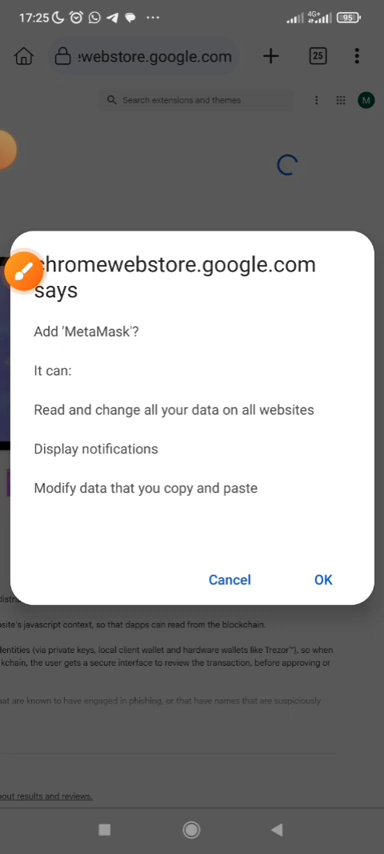 17:25
4G+
95
:webstore.google.com
25
Search extensions and themes
M
chromewebstore.google.com
says
Add 'MetaMask'?
It can:
Read and change all your data on all websites
Display notifications
Modify data that you copy and paste
Cancel
OK
distri
site's javascript context, so that dapps can read from the blockchain.
dentities (via private keys, local client wallet and hardware wallets like Trezor™), so when
kchain, the user gets a secure interface to review the transaction, before approving or
hat are known to have engaged in phishing, or that have names that are suspiciously
bout results and reviews.